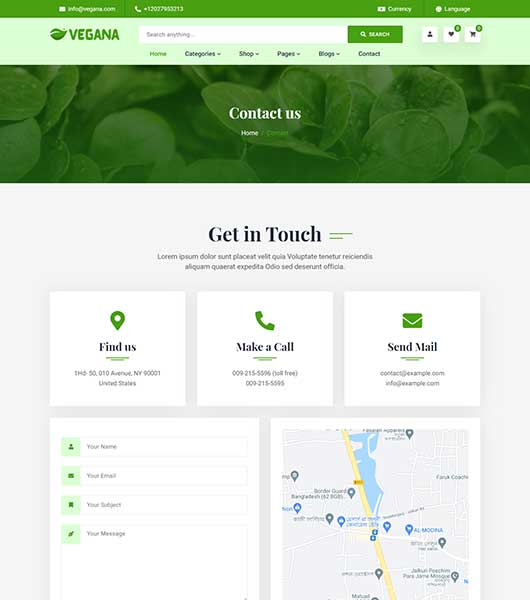 info@vegana.com
+12027953213
Currency
Language
VEGANA
Search anything...
SEARCH
0
0
Home
Categories
Shop
Pages
Blogs
Contact
Contact us
Home / Contact
Get in Touch
Lorem ipsum dolor sunt placeat velit quia Voluptate tenetur reiciendis
aliquam quaerat expedita Odio sed deserunt officia.
Find us
1Hd- 50, 010 Avenue, NY 90001
United States
Make a Call
009-215-5596 (toll free)
009-215-5595
Send Mail
contact@example.com
info@example.com
Your Name
Your Email
Your Subject
Your Message
Border Guard
Bangladesh (62 BGB)
Faruk Coachi
AL-MODINA
Jelkuri Poschim
Para Jame Mosque